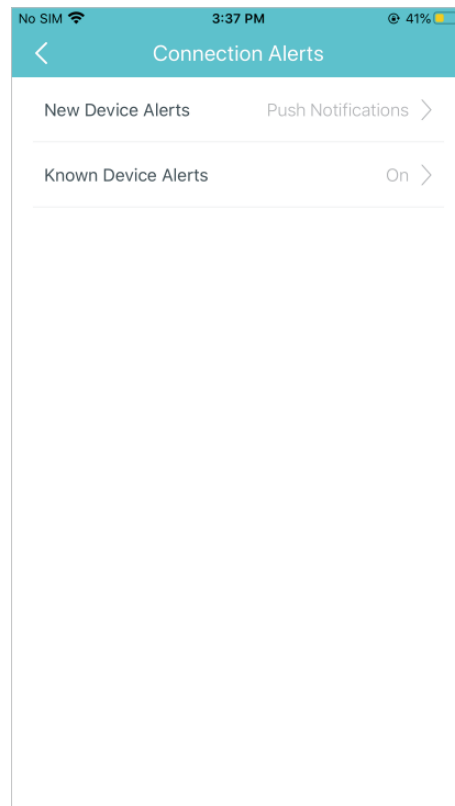 No SIM 3:37 PM 41%
Connection Alerts
New Device Alerts Push Notifications
Known Device Alerts On